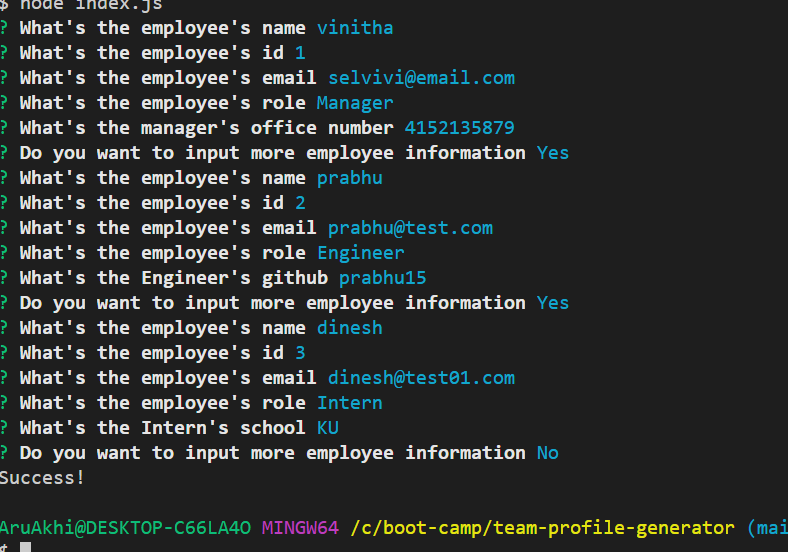 $ node index.js
? What's the employee's name vinitha
? What's the employee's id 1
? What's the employee's email selvivi@email.com
? What's the employee's role Manager
? What's the manager's office number 4152135879
? Do you want to input more employee information Yes
? What's the employee's name prabhu
? What's the employee's id 2
? What's the employee's email prabhu@test.com
? What's the employee's role Engineer
? What's the Engineer's github prabhu15
? Do you want to input more employee information Yes
? What's the employee's name dinesh
? What's the employee's id 3
? What's the employee's email dinesh@test01.com
? What's the employee's role Intern
? What's the Intern's school KU
? Do you want to input more employee information No
Success!
AruAkhi@DESKTOP-C66LA4O MINGW64 /c/boot-camp/team-profile-generator (mai
$